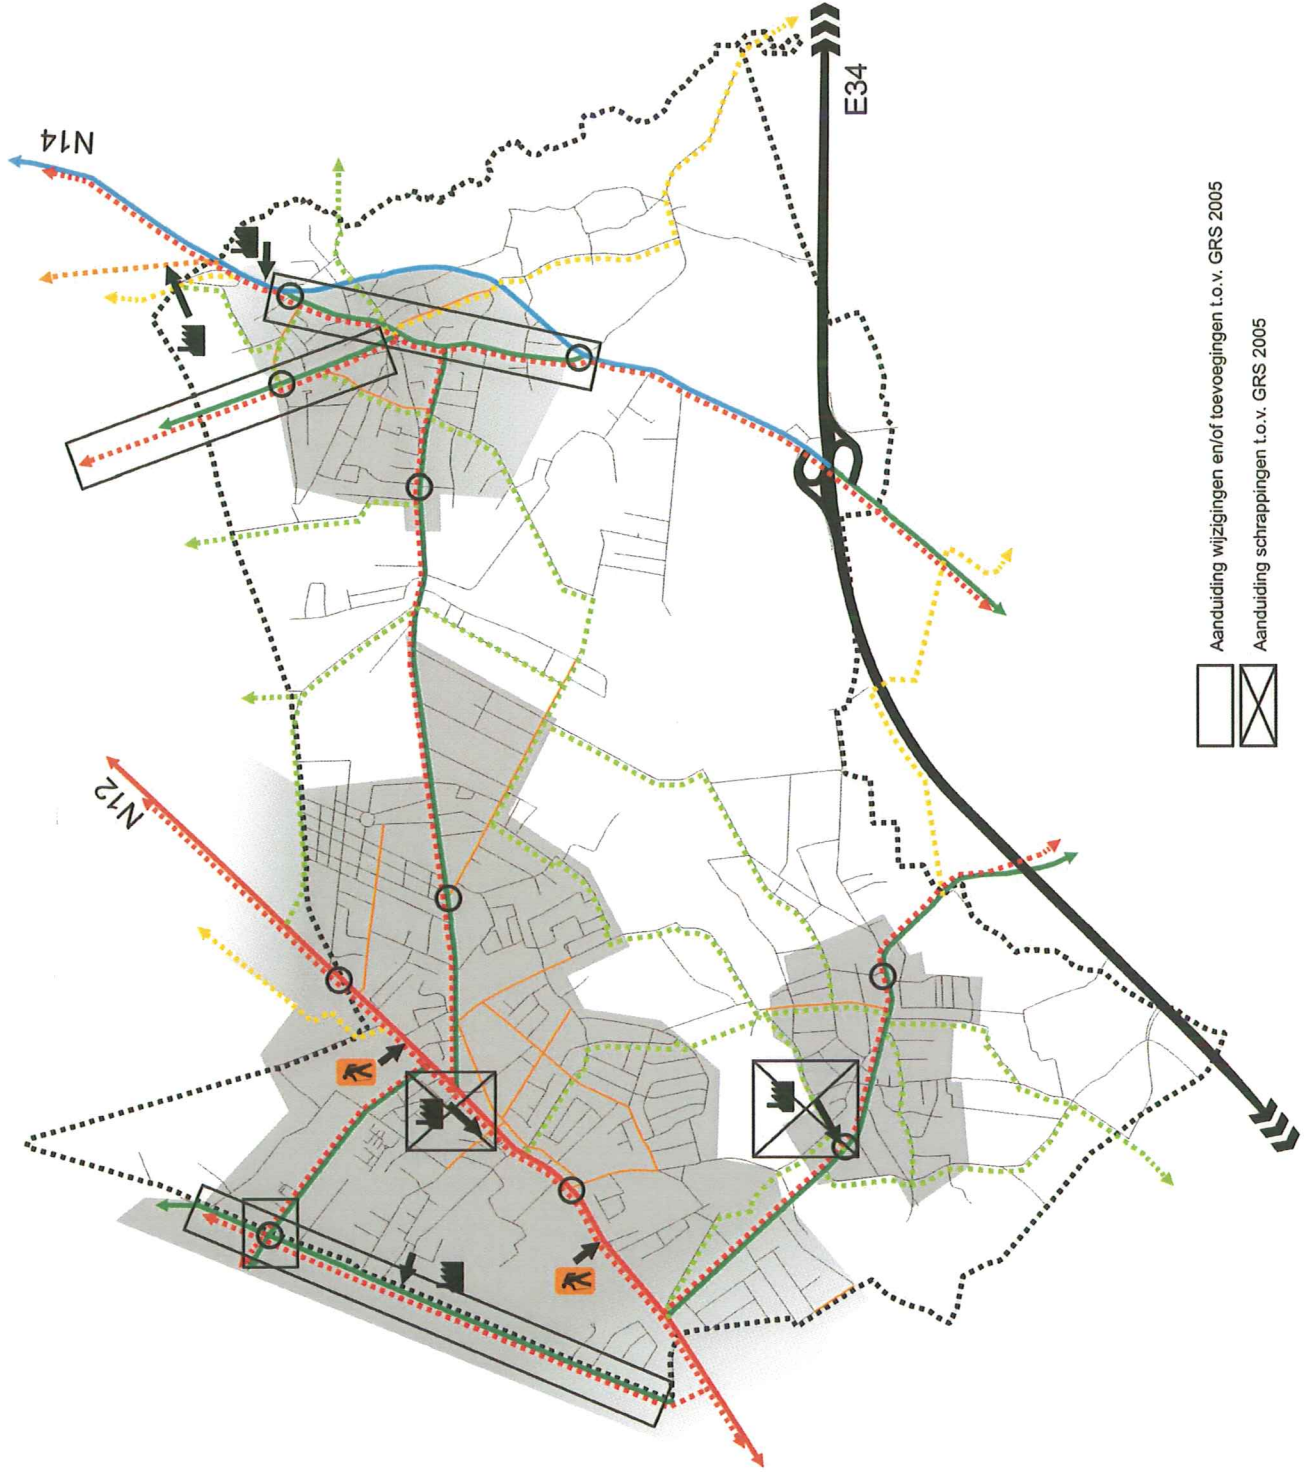 N14
E34
N12
Aanduiding wijzigingen en/of toevoegingen t.o.v. GRS 2005
Aanduiding schrappingen t.o.v. GRS 2005